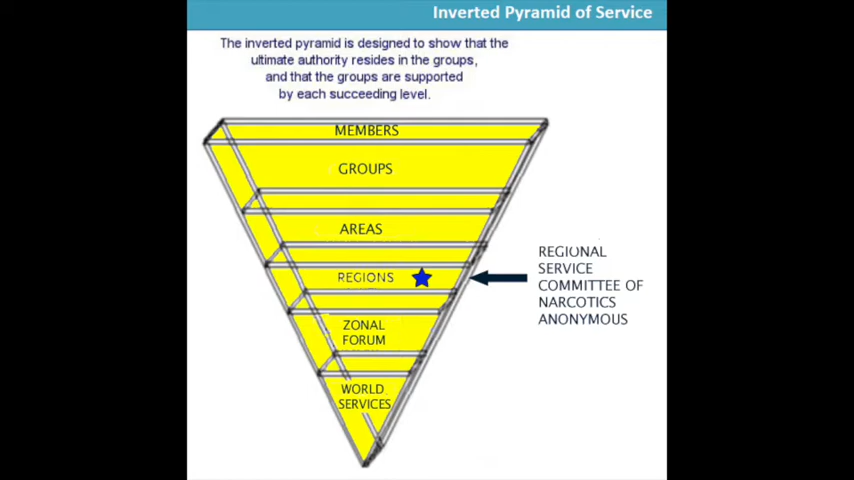 Inverted Pyramid of Service
The inverted pyramid is designed to show that the
ultimate authority resides in the groups,
and that the groups are supported
by each succeeding level.
MEMBERS
GROUPS
AREAS
REGIONS
REGIONAL
SERVICE
COMMITTEE OF
NARCOTICS
ANONYMOUS
ZONAL
FORUM
WORLD
SERVICES